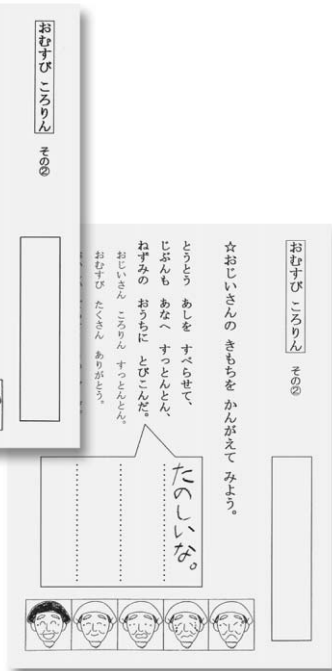 おむすび ころりん その②
おむすび ころりん その②
☆おじいさんの きもちを かんがえて みよう。
とうとう あしを すべらせて、
じぶんも あなへ すっとんとん、
ねずみの おうちに とびこんだ。
おじいさん ころりん すっとんとん。
おむすび たくさん ありがとう。
たのしいな。